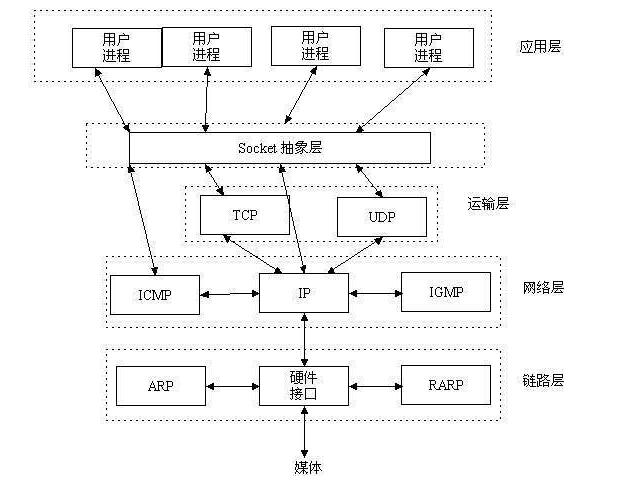 用户
进程
用户
进程
用户
进程
用户
进程
应用层
Socket 抽象层
TCP
UDP
运输层
ICMP
IP
IGMP
网络层
ARP
硬件
接口
RARP
链路层
媒体